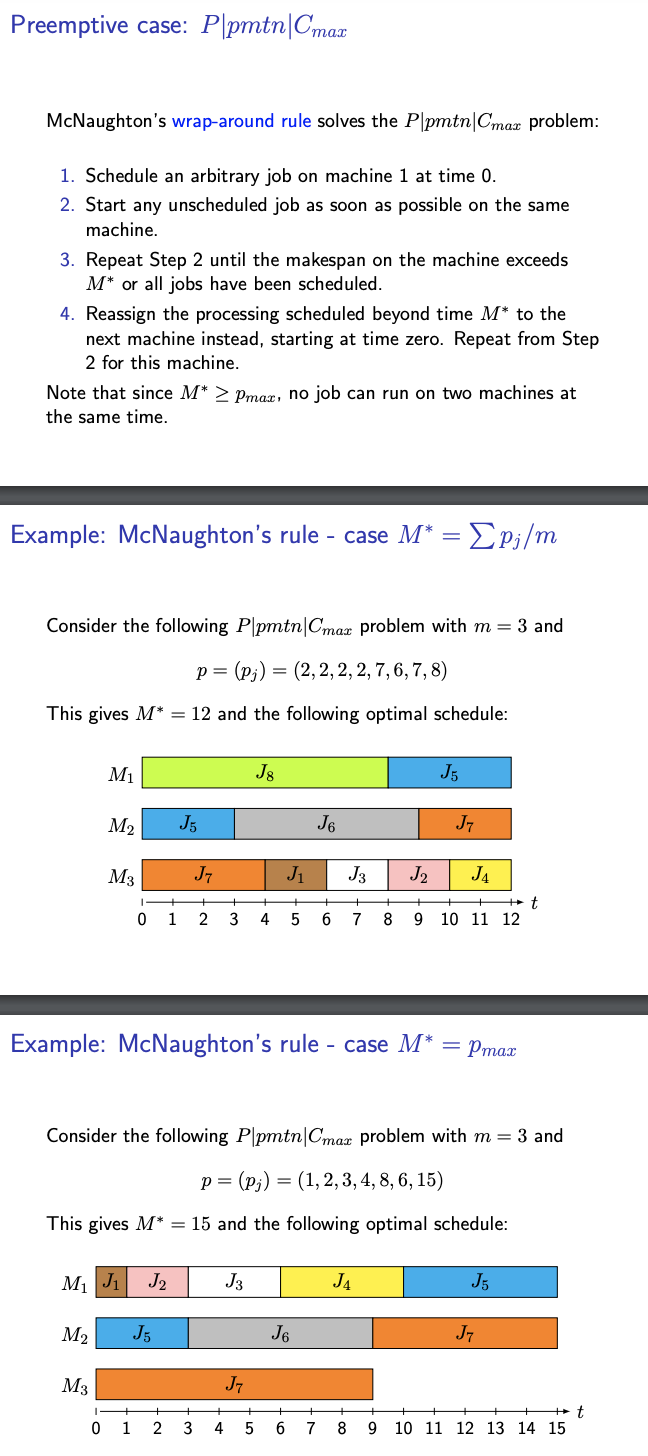 Preemptive case: P|pmtn|C_{max}
McNaughton's wrap-around rule solves the P|pmtn|C_{max} problem:
1. Schedule an arbitrary job on machine 1 at time 0.
2. Start any unscheduled job as soon as possible on the same
machine.
3. Repeat Step 2 until the makespan on the machine exceeds
M* or all jobs have been scheduled.
4. Reassign the processing scheduled beyond time M* to the
next machine instead, starting at time zero. Repeat from Step
2 for this machine.
Note that since M* ≥ p_{max}, no job can run on two machines at
the same time.
Example: McNaughton's rule - case M* = ∑ p_j/m
Consider the following P|pmtn|C_{max} problem with m = 3 and
p = (p_j) = (2, 2, 2, 2, 7, 6, 7, 8)
This gives M* = 12 and the following optimal schedule:
M_1 J_8 J_5
M_2 J_5 J_6 J_7
M_3 J_7 J_1 J_3 J_2 J_4
t
0 1 2 3 4 5 6 7 8 9 10 11 12
Example: McNaughton's rule - case M* = p_{max}
Consider the following P|pmtn|C_{max} problem with m = 3 and
p = (p_j) = (1, 2, 3, 4, 8, 6, 15)
This gives M* = 15 and the following optimal schedule:
M_1 J_1 J_2 J_3 J_4 J_5
M_2 J_5 J_6 J_7
M_3 J_7
t
0 1 2 3 4 5 6 7 8 9 10 11 12 13 14 15